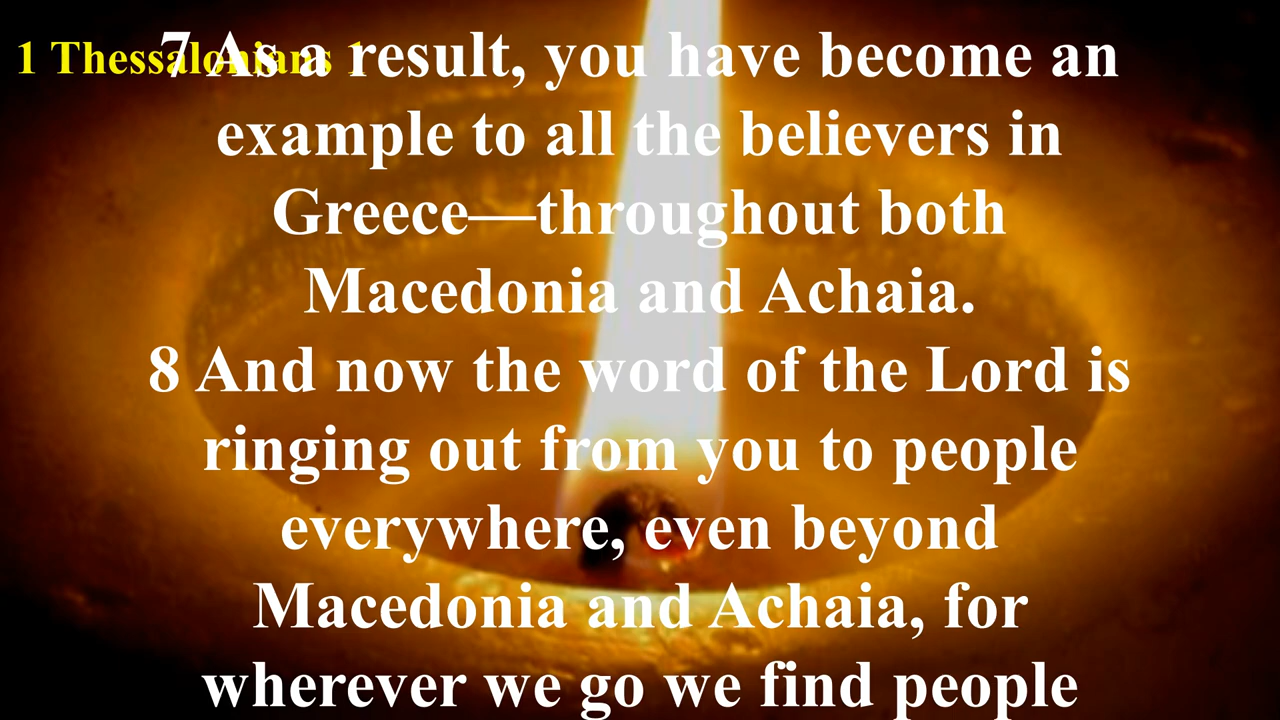 1 Thessalonians 1
7 As a result, you have become an
example to all the believers in
Greece—throughout both
Macedonia and Achaia.
8 And now the word of the Lord is
ringing out from you to people
everywhere, even beyond
Macedonia and Achaia, for
wherever we go we find people